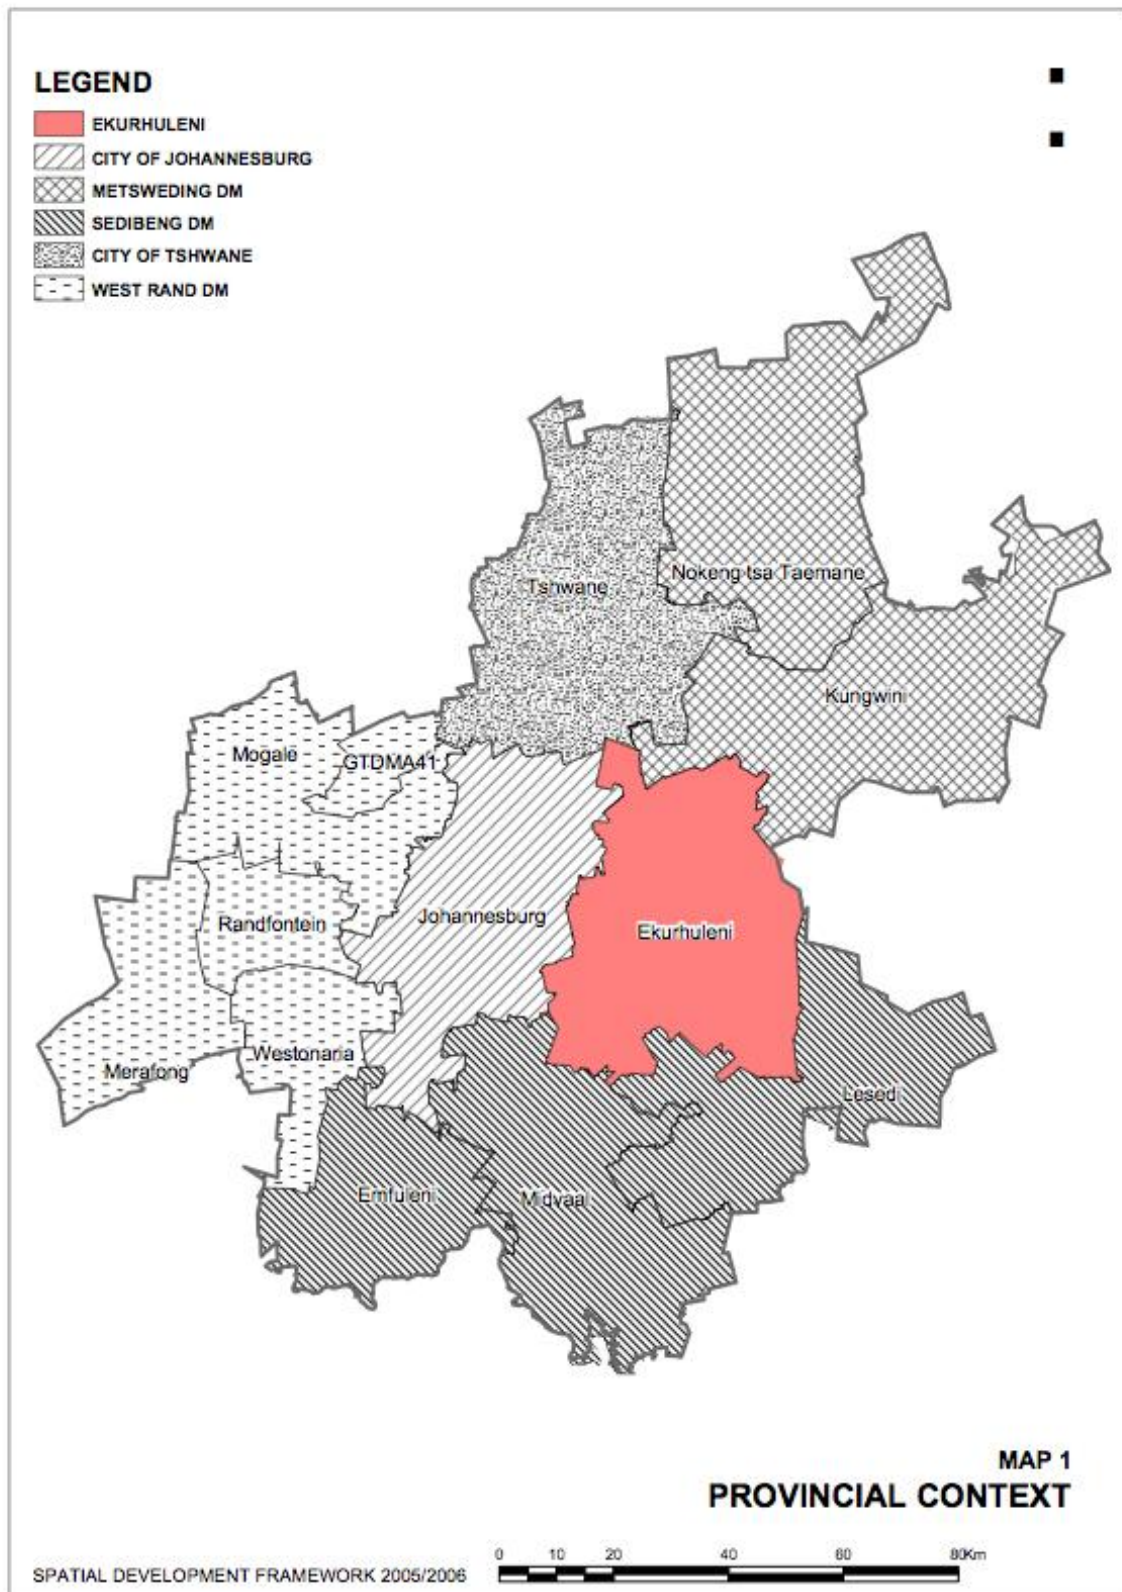 LEGEND
EKURHULENI
CITY OF JOHANNESBURG
METSWEDING DM
SEDIBENG DM
CITY OF TSHWANE
WEST RAND DM
Tshwane
Nokeng tsa Taemane
Kungwini
Mogale
GTDMA41
Johannesburg
Randfontein
Ekurhuleni
Westonaria
Merafong
Lesedi
Emfuleni
Midvaal
MAP 1
PROVINCIAL CONTEXT
SPATIAL DEVELOPMENT FRAMEWORK 2005/2006
0 10 20 40 60 80Km